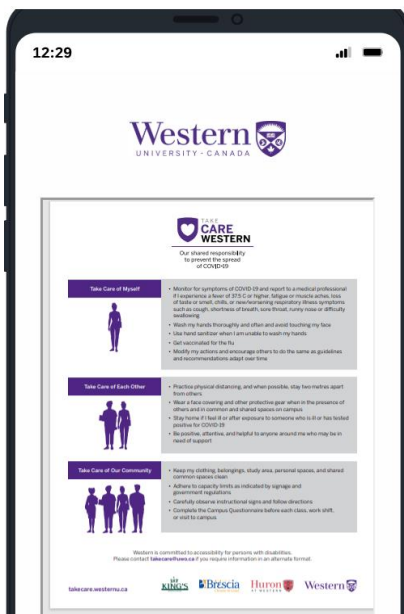 12:29
Western
UNIVERSITY · CANADA
TAKE
CARE
WESTERN
Our shared responsibility
to prevent the spread
of COVID-19
Take Care of Myself
• Monitor for symptoms of COVID-19 and report to a medical professional
if I experience a fever of 37.5 C or higher, fatigue or muscle aches, loss
of taste or smell, chills, or new/worsening respiratory illness symptoms
such as cough, shortness of breath, sore throat, runny nose or difficulty
swallowing
• Wash my hands thoroughly and often and avoid touching my face
• Use hand sanitizer when I am unable to wash my hands
• Get vaccinated for the flu
• Modify my actions and encourage others to do the same as guidelines
and recommendations adapt over time
Take Care of Each Other
• Practice physical distancing, and when possible, stay two-metres apart
from others
• Wear a face covering and other protective gear when in the presence of
others and in common and shared spaces on campus
• Stay home if I feel ill or after exposure to someone who is ill or has tested
positive for COVID-19
• Be positive, attentive, and helpful to anyone around me who may be in
need of support
Take Care of Our Community
• Keep my clothing, belongings, study area, personal spaces, and shared
common spaces clean
• Adhere to capacity limits as indicated by signage and
government regulations
• Carefully observe instructional signs and follow directions
• Complete the Campus Questionnaire before each class, work shift,
or visit to campus
Western is committed to accessibility for persons with disabilities.
Please contact takecare@uwo.ca if you require information in an alternate format.
takecare.westernu.ca
KING'S
Brescia
Huron
Western